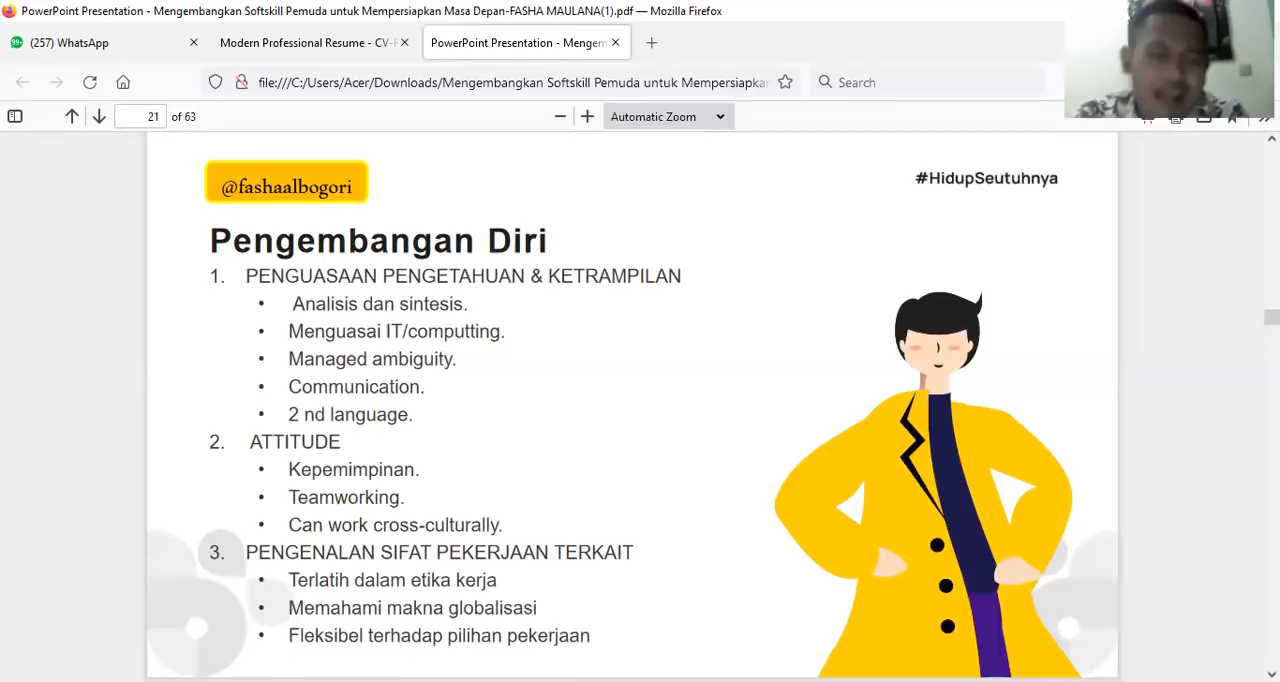 PowerPoint Presentation - Mengembangkan Softskill Pemuda untuk Mempersiapkan Masa Depan-FASHA MAULANA(1).pdf — Mozilla Firefox
99+ (257) WhatsApp
Modern Professional Resume - CV-
PowerPoint Presentation - Mengem
file:///C:/Users/Acer/Downloads/Mengembangkan Softskill Pemuda untuk Mempersiapka
Search
21 of 63
Automatic Zoom
@fashaalbogori
#HidupSeutuhnya
Pengembangan Diri
1. PENGUASAAN PENGETAHUAN & KETRAMPILAN
• Analisis dan sintesis.
• Menguasai IT/computting.
• Managed ambiguity.
• Communication.
• 2 nd language.
2. ATTITUDE
• Kepemimpinan.
• Teamworking.
• Can work cross-culturally.
3. PENGENALAN SIFAT PEKERJAAN TERKAIT
• Terlatih dalam etika kerja
• Memahami makna globalisasi
• Fleksibel terhadap pilihan pekerjaan